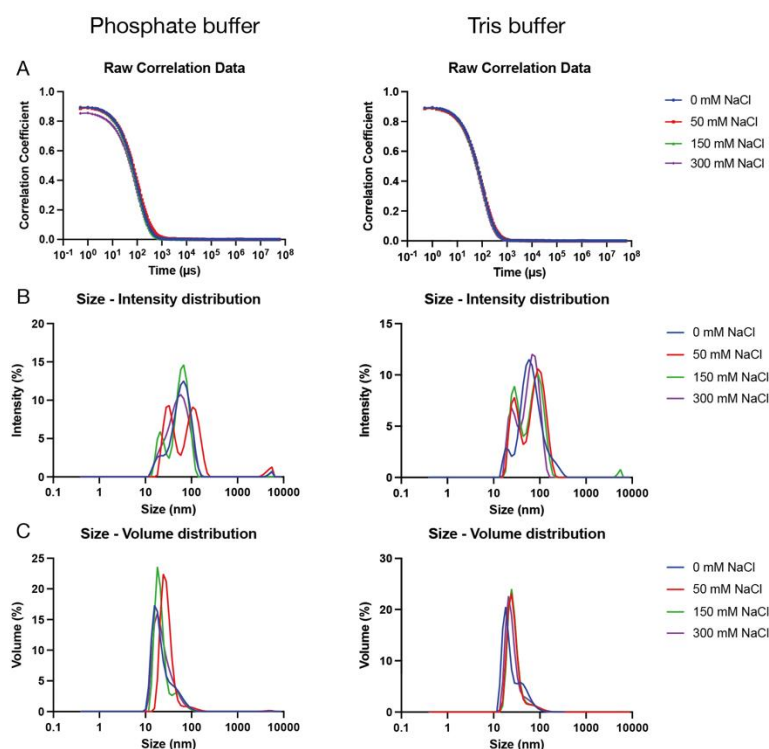 Phosphate buffer
Tris buffer
A
Raw Correlation Data
Correlation Coefficient
1.0
0.8
0.6
0.4
0.2
0.0
10⁻¹ 10⁰ 10¹ 10² 10³ 10⁴ 10⁵ 10⁶ 10⁷ 10⁸
Time (µs)
Raw Correlation Data
Correlation Coefficient
1.0
0.8
0.6
0.4
0.2
0.0
10⁻¹ 10⁰ 10¹ 10² 10³ 10⁴ 10⁵ 10⁶ 10⁷ 10⁸
Time (µs)
0 mM NaCl
50 mM NaCl
150 mM NaCl
300 mM NaCl
B
Size - Intensity distribution
Intensity (%)
20
15
10
5
0
0.1 1 10 100 1000 10000
Size (nm)
Size - Intensity distribution
Intensity (%)
15
10
5
0
0.1 1 10 100 1000 10000
Size (nm)
0 mM NaCl
50 mM NaCl
150 mM NaCl
300 mM NaCl
C
Size - Volume distribution
Volume (%)
25
20
15
10
5
0
0.1 1 10 100 1000 10000
Size (nm)
Size - Volume distribution
Volume (%)
30
20
10
0
0.1 1 10 100 1000 10000
Size (nm)
0 mM NaCl
50 mM NaCl
150 mM NaCl
300 mM NaCl